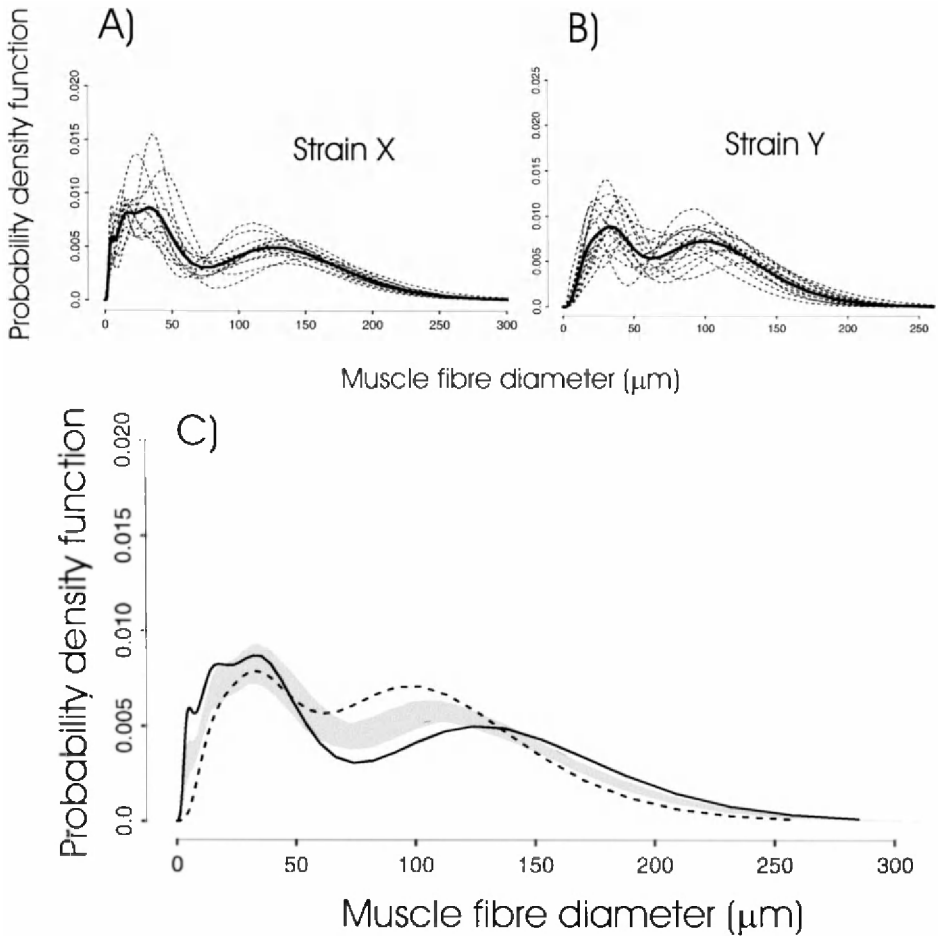 A)
B)
Probability density function
0.020
0.015
0.010
0.005
0.0
Strain X
0 50 100 150 200 250 300
0.025
0.020
0.015
0.010
0.005
0.0
Strain Y
0 50 100 150 200 250
Muscle fibre diameter (μm)
C)
Probability density function
0.020
0.015
0.010
0.005
0.0
0 50 100 150 200 250 300
Muscle fibre diameter (μm)